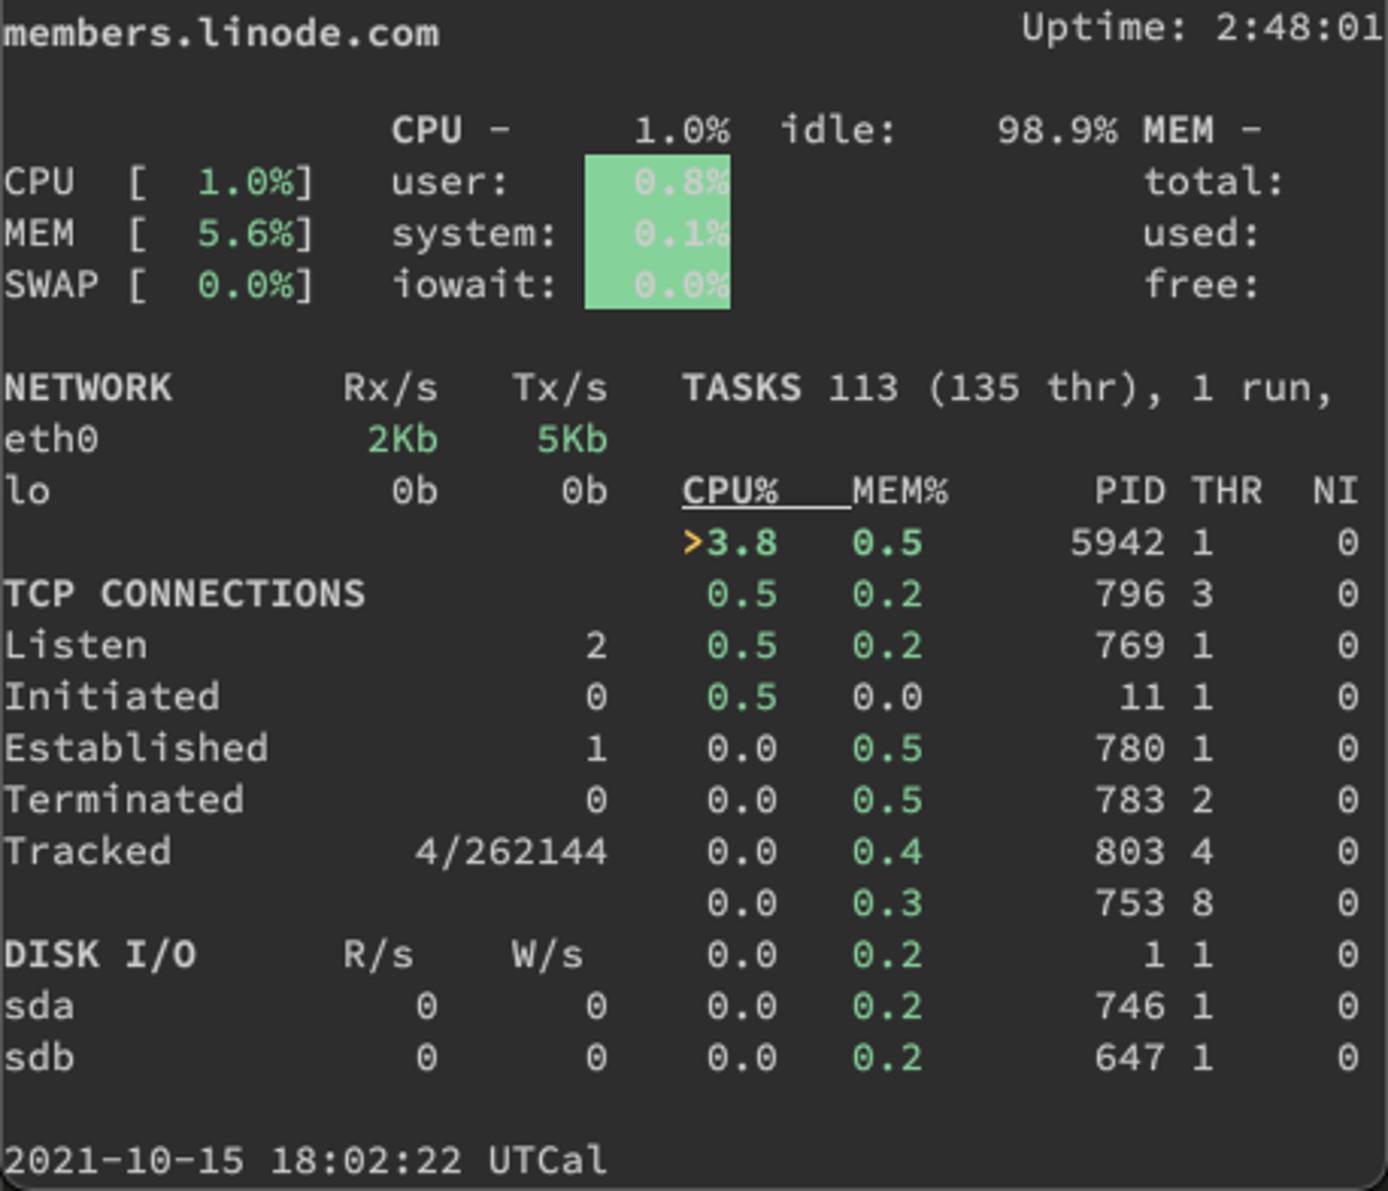 members.linode.com Uptime: 2:48:01
CPU - 1.0% idle: 98.9% MEM -
CPU [ 1.0%] user: 0.8% total:
MEM [ 5.6%] system: 0.1% used:
SWAP [ 0.0%] iowait: 0.0% free:
NETWORK Rx/s Tx/s TASKS 113 (135 thr), 1 run,
eth0 2Kb 5Kb
lo 0b 0b CPU% MEM% PID THR NI
>3.8 0.5 5942 1 0
TCP CONNECTIONS 0.5 0.2 796 3 0
Listen 2 0.5 0.2 769 1 0
Initiated 0 0.5 0.0 11 1 0
Established 1 0.0 0.5 780 1 0
Terminated 0 0.0 0.5 783 2 0
Tracked 4/262144 0.0 0.4 803 4 0
0.0 0.3 753 8 0
DISK I/O R/s W/s 0.0 0.2 1 1 0
sda 0 0 0.0 0.2 746 1 0
sdb 0 0 0.0 0.2 647 1 0
2021-10-15 18:02:22 UTCal